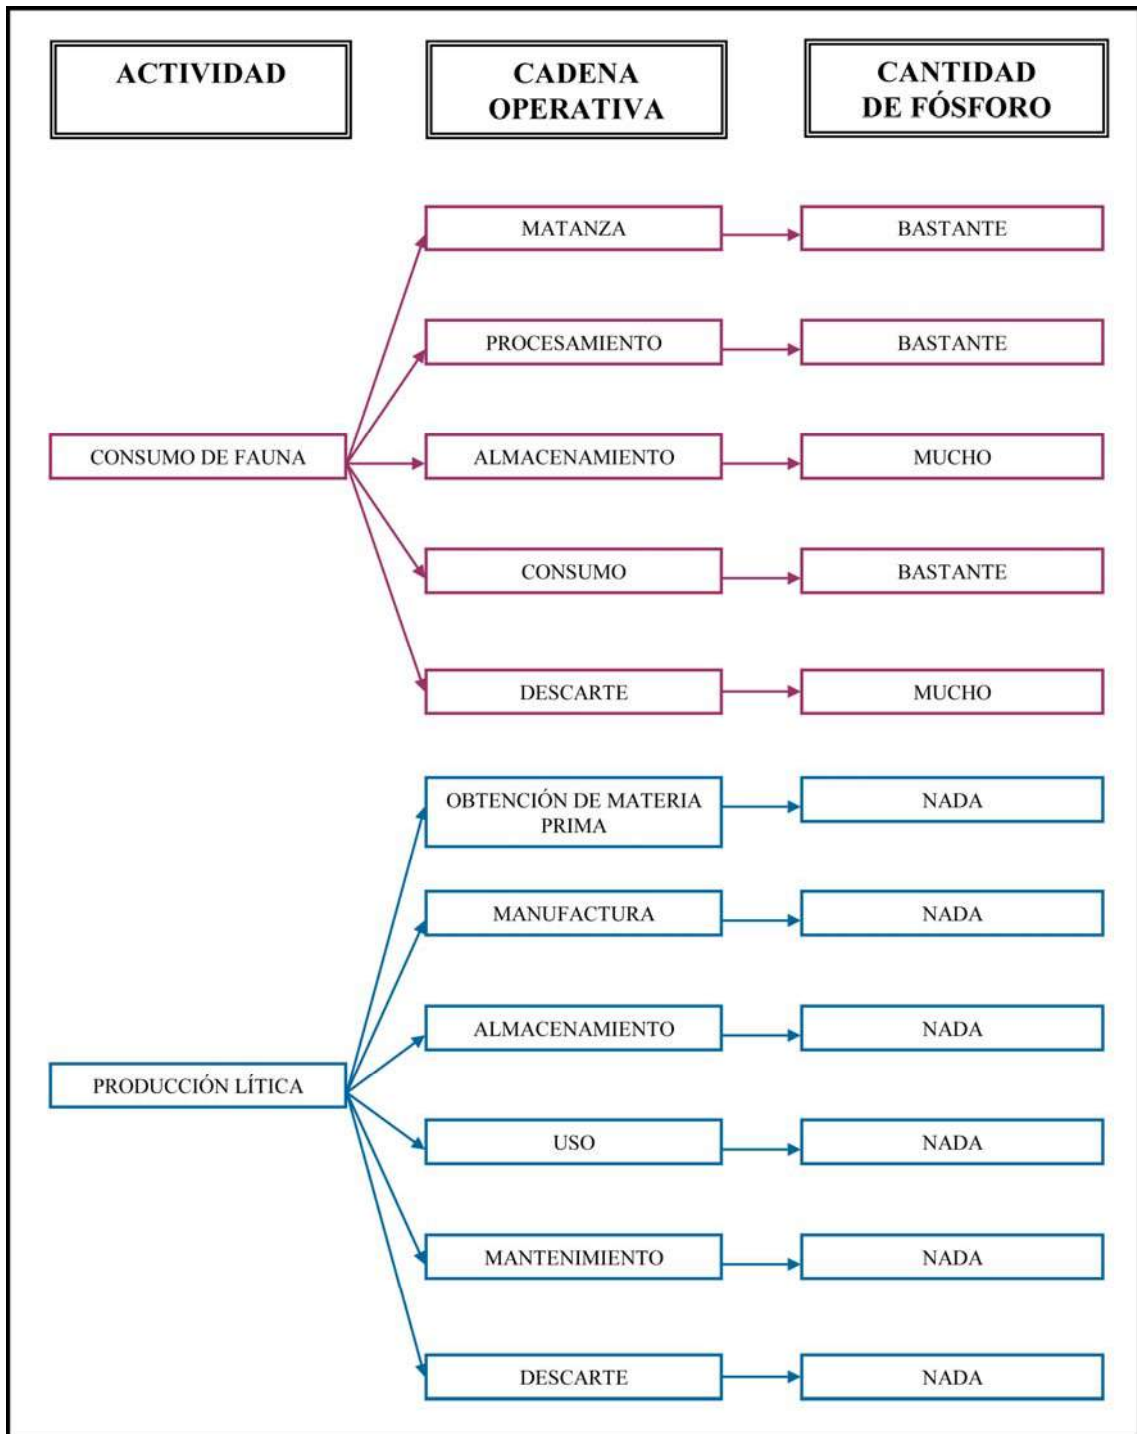 ACTIVIDAD
CADENA
OPERATIVA
CANTIDAD
DE FÓSFORO
CONSUMO DE FAUNA
MATANZA
BASTANTE
PROCESAMIENTO
BASTANTE
ALMACENAMIENTO
MUCHO
CONSUMO
BASTANTE
DESCARTE
MUCHO
PRODUCCIÓN LÍTICA
OBTENCIÓN DE MATERIA
PRIMA
NADA
MANUFACTURA
NADA
ALMACENAMIENTO
NADA
USO
NADA
MANTENIMIENTO
NADA
DESCARTE
NADA